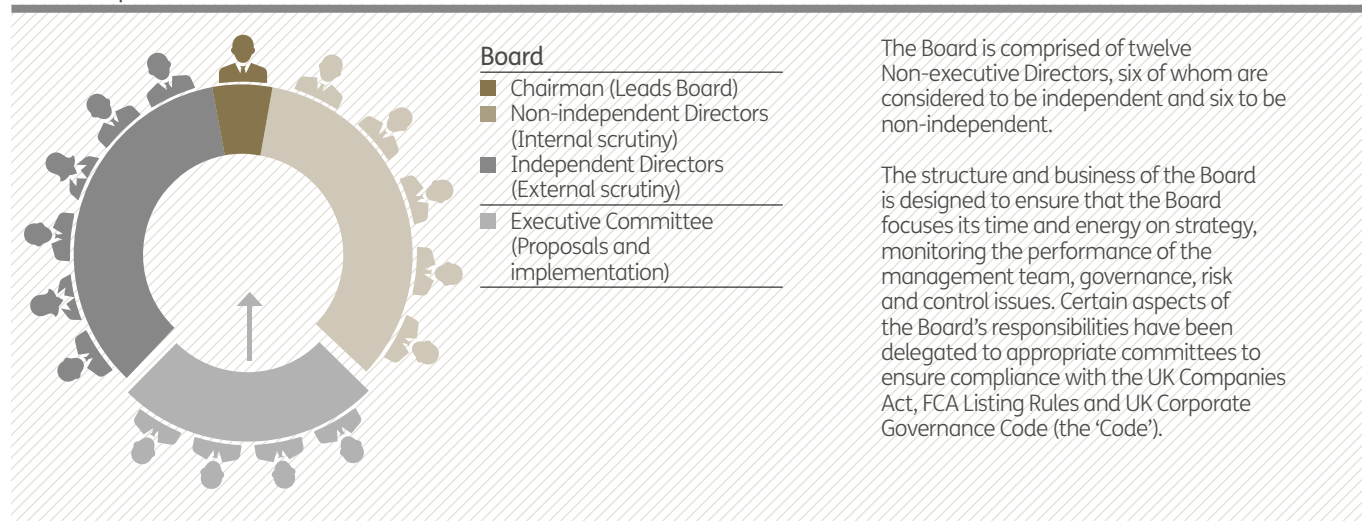 Board
Chairman (Leads Board)
Non-independent Directors
(Internal scrutiny)
Independent Directors
(External scrutiny)
Executive Committee
(Proposals and
implementation)
The Board is comprised of twelve
Non-executive Directors, six of whom are
considered to be independent and six to be
non-independent.
The structure and business of the Board
is designed to ensure that the Board
focuses its time and energy on strategy,
monitoring the performance of the
management team, governance, risk
and control issues. Certain aspects of
the Board’s responsibilities have been
delegated to appropriate committees to
ensure compliance with the UK Companies
Act, FCA Listing Rules and UK Corporate
Governance Code (the ‘Code’).